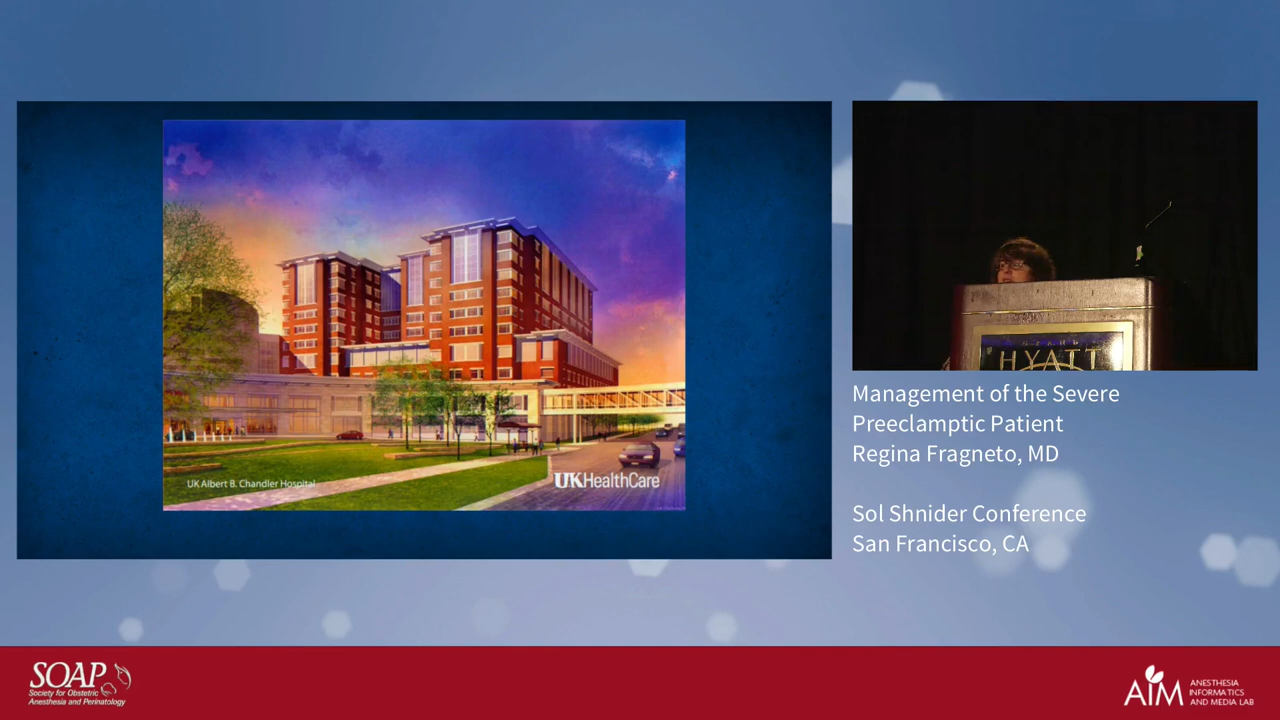 UK Albert B. Chandler Hospital
UKHealthCare
HYATT
Management of the Severe
Preeclamptic Patient
Regina Fragneto, MD
Sol Shnider Conference
San Francisco, CA
SOAP
Society for Obstetric
Anesthesia and Perinatology
AIM
ANESTHESIA
INFORMATICS
AND MEDIA LAB